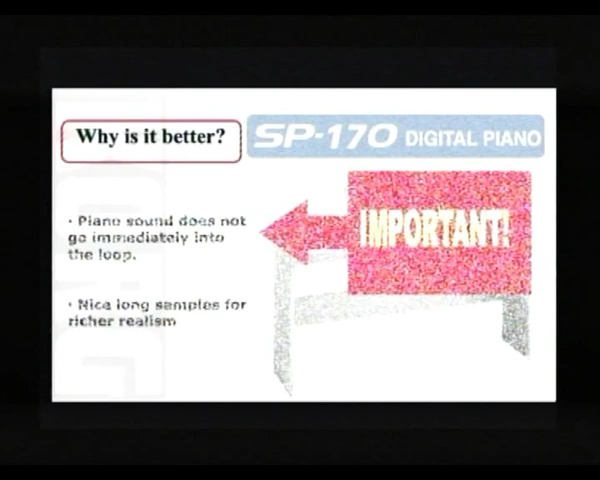 Why is it better?
SP-170 DIGITAL PIANO
• Piano sound does not
go immediately into
the loop.
IMPORTANT!
• Nice long samples for
richer realism